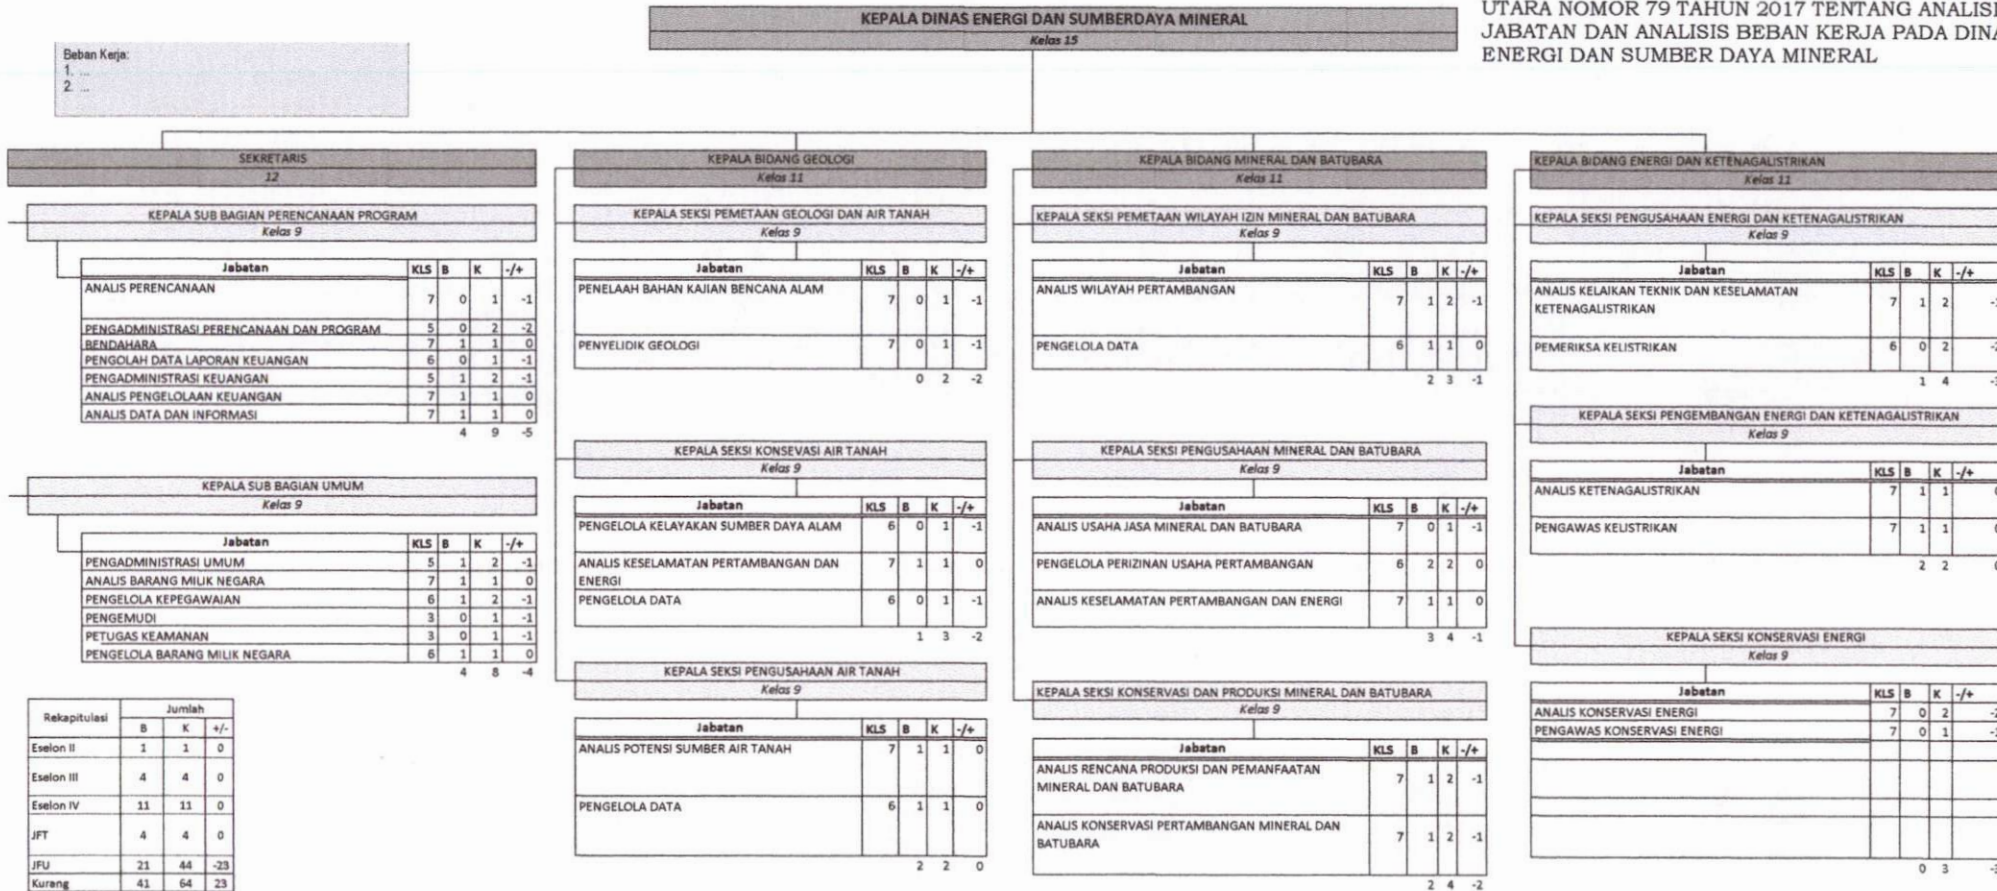 KEPALA DINAS ENERGI DAN SUMBERDAYA MINERAL
Kelas 15
UTARA NOMOR 79 TAHUN 2017 TENTANG ANALISI
JABATAN DAN ANALISIS BEBAN KERJA PADA DINA
ENERGI DAN SUMBER DAYA MINERAL
Beban Kerja:
1. ...
2. ...
SEKRETARIS
12
KEPALA SUB BAGIAN PERENCANAAN PROGRAM
Kelas 9
Jabatan KLS B K -/+
ANALIS PERENCANAAN 7 0 1 -1
PENGADMINISTRASI PERENCANAAN DAN PROGRAM 5 0 2 -2
BENDAHARA 7 1 1 0
PENGOLAH DATA LAPORAN KEUANGAN 6 0 1 -1
PENGADMINISTRASI KEUANGAN 5 1 2 -1
ANALIS PENGELOLAAN KEUANGAN 7 1 1 0
ANALIS DATA DAN INFORMASI 7 1 1 0
4 9 -5
KEPALA SUB BAGIAN UMUM
Kelas 9
Jabatan KLS B K -/+
PENGADMINISTRASI UMUM 5 1 2 -1
ANALIS BARANG MILIK NEGARA 7 1 1 0
PENGELOLA KEPEGAWAIAN 6 1 2 -1
PENGEMUDI 3 0 1 -1
PETUGAS KEAMANAN 3 0 1 -1
PENGELOLA BARANG MILIK NEGARA 6 1 1 0
4 8 -4
Rekapitulasi Jumlah
B K +/-
Eselon II 1 1 0
Eselon III 4 4 0
Eselon IV 11 11 0
JFT 4 4 0
JFU 21 44 -23
Kurang 41 64 23
KEPALA BIDANG GEOLOGI
Kelas 11
KEPALA SEKSI PEMETAAN GEOLOGI DAN AIR TANAH
Kelas 9
Jabatan KLS B K -/+
PENELAAH BAHAN KAJIAN BENCANA ALAM 7 0 1 -1
PENYELIDIK GEOLOGI 7 0 1 -1
0 2 -2
KEPALA SEKSI KONSEVASI AIR TANAH
Kelas 9
Jabatan KLS B K -/+
PENGELOLA KELAYAKAN SUMBER DAYA ALAM 6 0 1 -1
ANALIS KESELAMATAN PERTAMBANGAN DAN
ENERGI 7 1 1 0
PENGELOLA DATA 6 0 1 -1
1 3 -2
KEPALA SEKSI PENGUSAHAAN AIR TANAH
Kelas 9
Jabatan KLS B K -/+
ANALIS POTENSI SUMBER AIR TANAH 7 1 1 0
PENGELOLA DATA 6 1 1 0
2 2 0
KEPALA BIDANG MINERAL DAN BATUBARA
Kelas 11
KEPALA SEKSI PEMETAAN WILAYAH IZIN MINERAL DAN BATUBARA
Kelas 9
Jabatan KLS B K -/+
ANALIS WILAYAH PERTAMBANGAN 7 1 2 -1
PENGELOLA DATA 6 1 1 0
2 3 -1
KEPALA SEKSI PENGUSAHAAN MINERAL DAN BATUBARA
Kelas 9
Jabatan KLS B K -/+
ANALIS USAHA JASA MINERAL DAN BATUBARA 7 0 1 -1
PENGELOLA PERIZINAN USAHA PERTAMBANGAN 6 2 2 0
ANALIS KESELAMATAN PERTAMBANGAN DAN ENERGI 7 1 1 0
3 4 -1
KEPALA SEKSI KONSERVASI DAN PRODUKSI MINERAL DAN BATUBARA
Kelas 9
Jabatan KLS B K -/+
ANALIS RENCANA PRODUKSI DAN PEMANFAATAN
MINERAL DAN BATUBARA 7 1 2 -1
ANALIS KONSERVASI PERTAMBANGAN MINERAL DAN
BATUBARA 7 1 2 -1
2 4 -2
KEPALA BIDANG ENERGI DAN KETENAGALISTRIKAN
Kelas 11
KEPALA SEKSI PENGUSAHAAN ENERGI DAN KETENAGALISTRIKAN
Kelas 9
Jabatan KLS B K -/+
ANALIS KELAIKAN TEKNIK DAN KESELAMATAN
KETENAGALISTRIKAN 7 1 2
PEMERIKSA KELISTRIKAN 6 0 2
1 4
KEPALA SEKSI PENGEMBANGAN ENERGI DAN KETENAGALISTRIKAN
Kelas 9
Jabatan KLS B K -/+
ANALIS KETENAGALISTRIKAN 7 1 1
PENGAWAS KELISTRIKAN 7 1 1
2 2
KEPALA SEKSI KONSERVASI ENERGI
Kelas 9
Jabatan KLS B K -/+
ANALIS KONSERVASI ENERGI 7 0 2
PENGAWAS KONSERVASI ENERGI 7 0 1
0 3